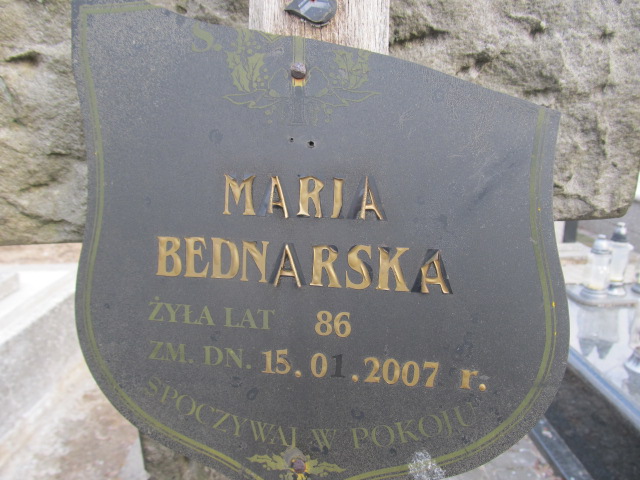 MARIA
BEDNARSKA
ŻYŁA LAT 86
ZM. DN. 15.01.2007 r.
SPOCZYWAJ W POKOJU